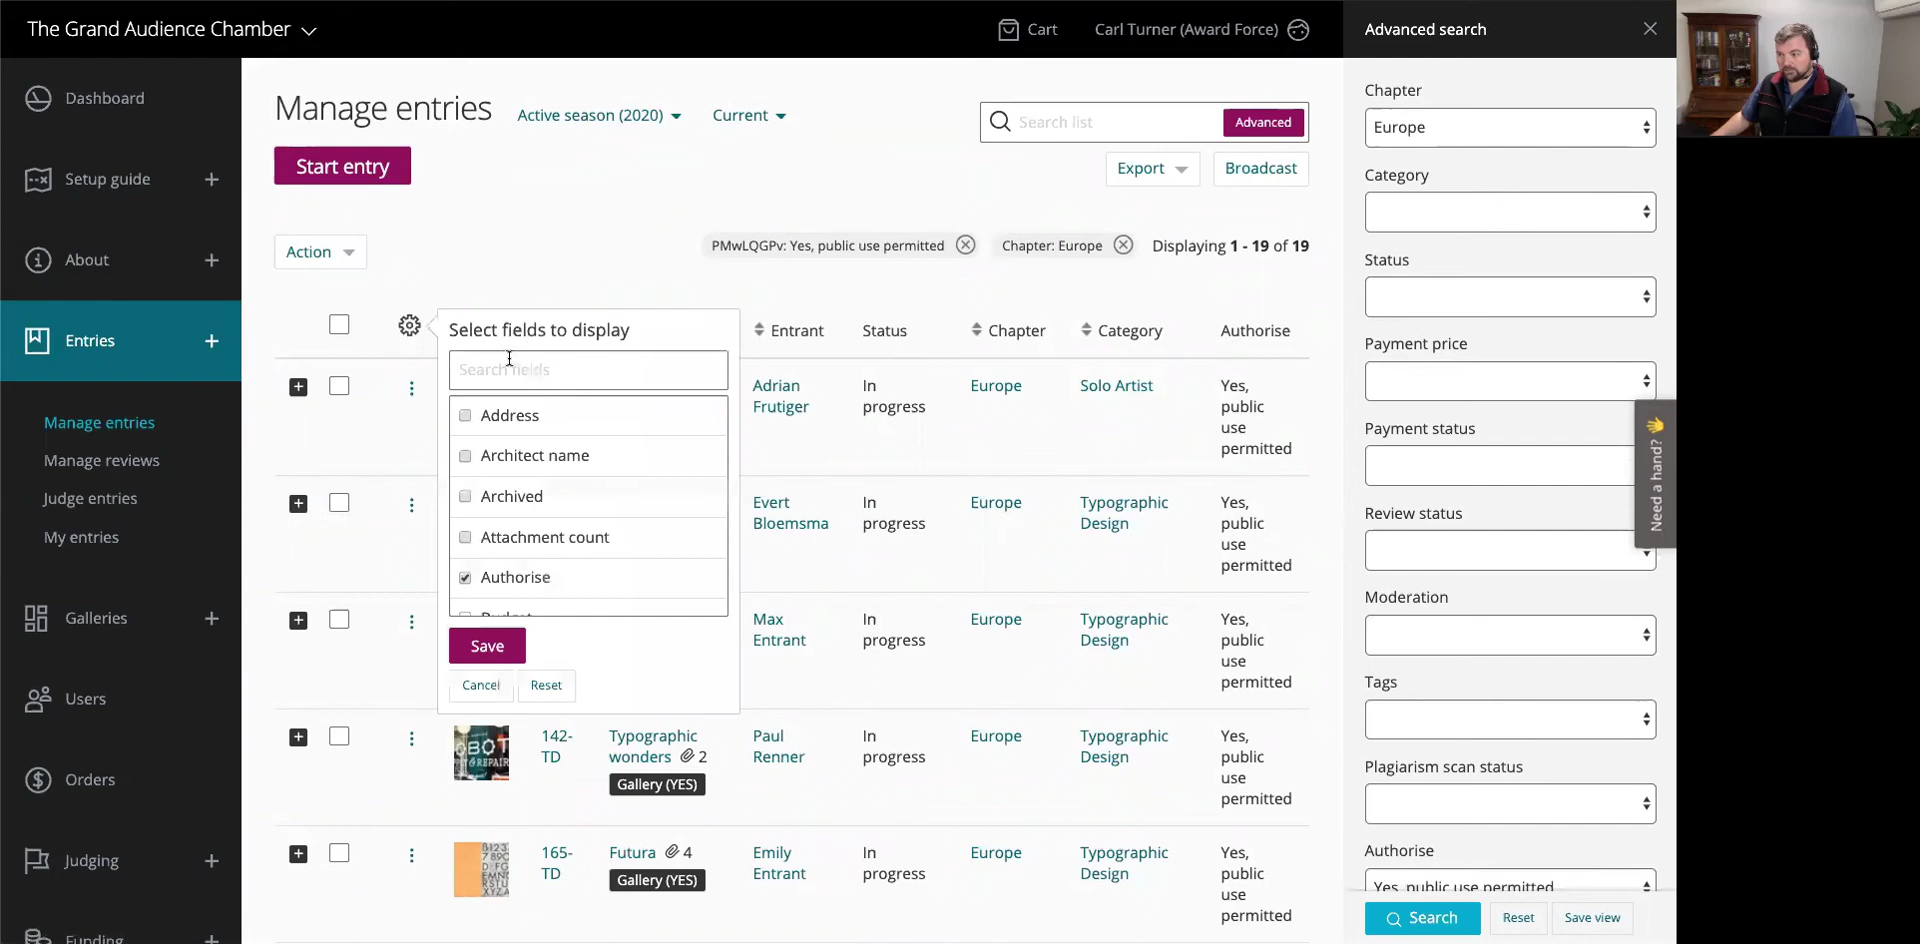 The Grand Audience Chamber
Cart
Carl Turner (Award Force)
Advanced search
Dashboard
Setup guide
About
Entries
Manage entries
Manage reviews
Judge entries
My entries
Galleries
Users
Orders
Judging
Funding
Manage entries
Active season (2020)
Current
Search list
Advanced
Start entry
Export
Broadcast
Action
PMwLQGPv: Yes, public use permitted
Chapter: Europe
Displaying 1 - 19 of 19
Select fields to display
Search fields
Address
Architect name
Archived
Attachment count
Authorise
Budget
Save
Cancel
Reset
Entrant
Status
Chapter
Category
Authorise
Adrian
Frutiger
In
progress
Europe
Solo Artist
Yes,
public
use
permitted
Evert
Bloemsma
In
progress
Europe
Typographic
Design
Yes,
public
use
permitted
Max
Entrant
In
progress
Europe
Typographic
Design
Yes,
public
use
permitted
142-
TD
Typographic
wonders 2
Gallery (YES)
Paul
Renner
In
progress
Europe
Typographic
Design
Yes,
public
use
permitted
165-
TD
Futura 4
Gallery (YES)
Emily
Entrant
In
progress
Europe
Typographic
Design
Yes,
public
use
permitted
Chapter
Europe
Category
Status
Payment price
Payment status
Review status
Moderation
Tags
Plagiarism scan status
Authorise
Yes, public use permitted
Search
Reset
Save view
Need a hand?